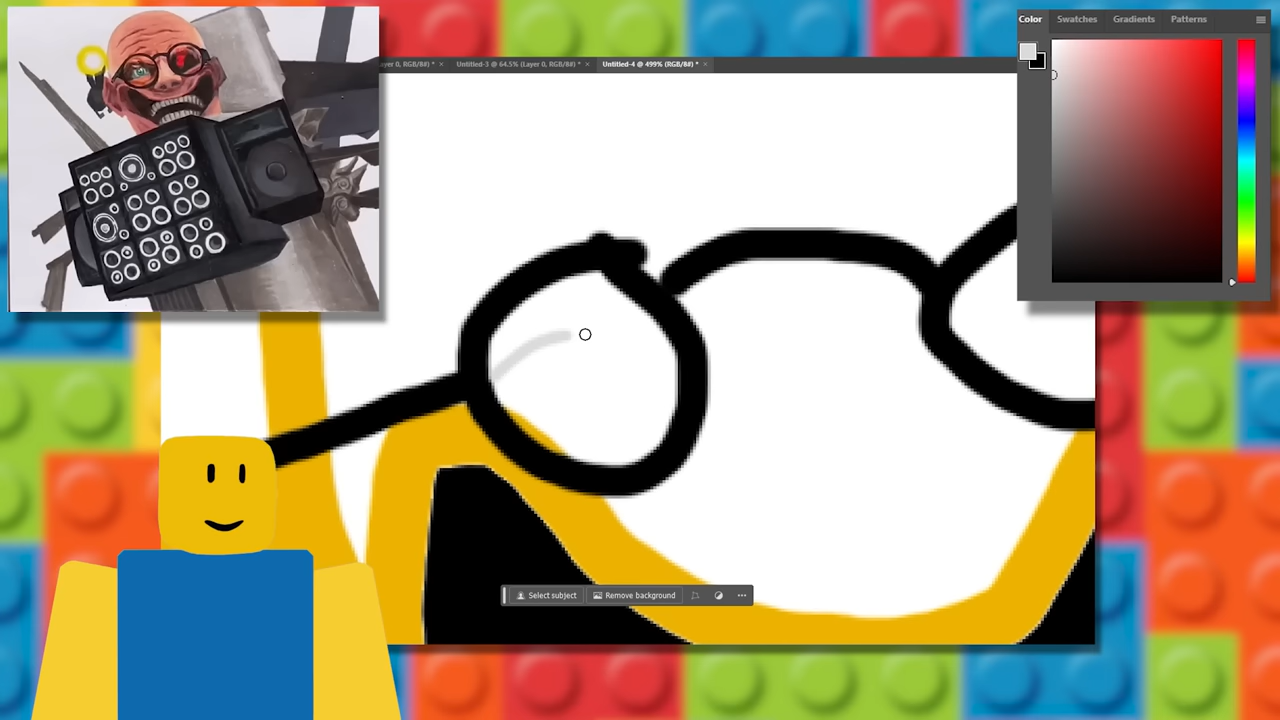 Color Swatches Gradients Patterns
ayer 0, RGB/8#) * × Untitled-3 @ 64.5% (Layer 0, RGB/8#) * × Untitled-4 @ 499% (RGB/8#) * ×
Select subject Remove background